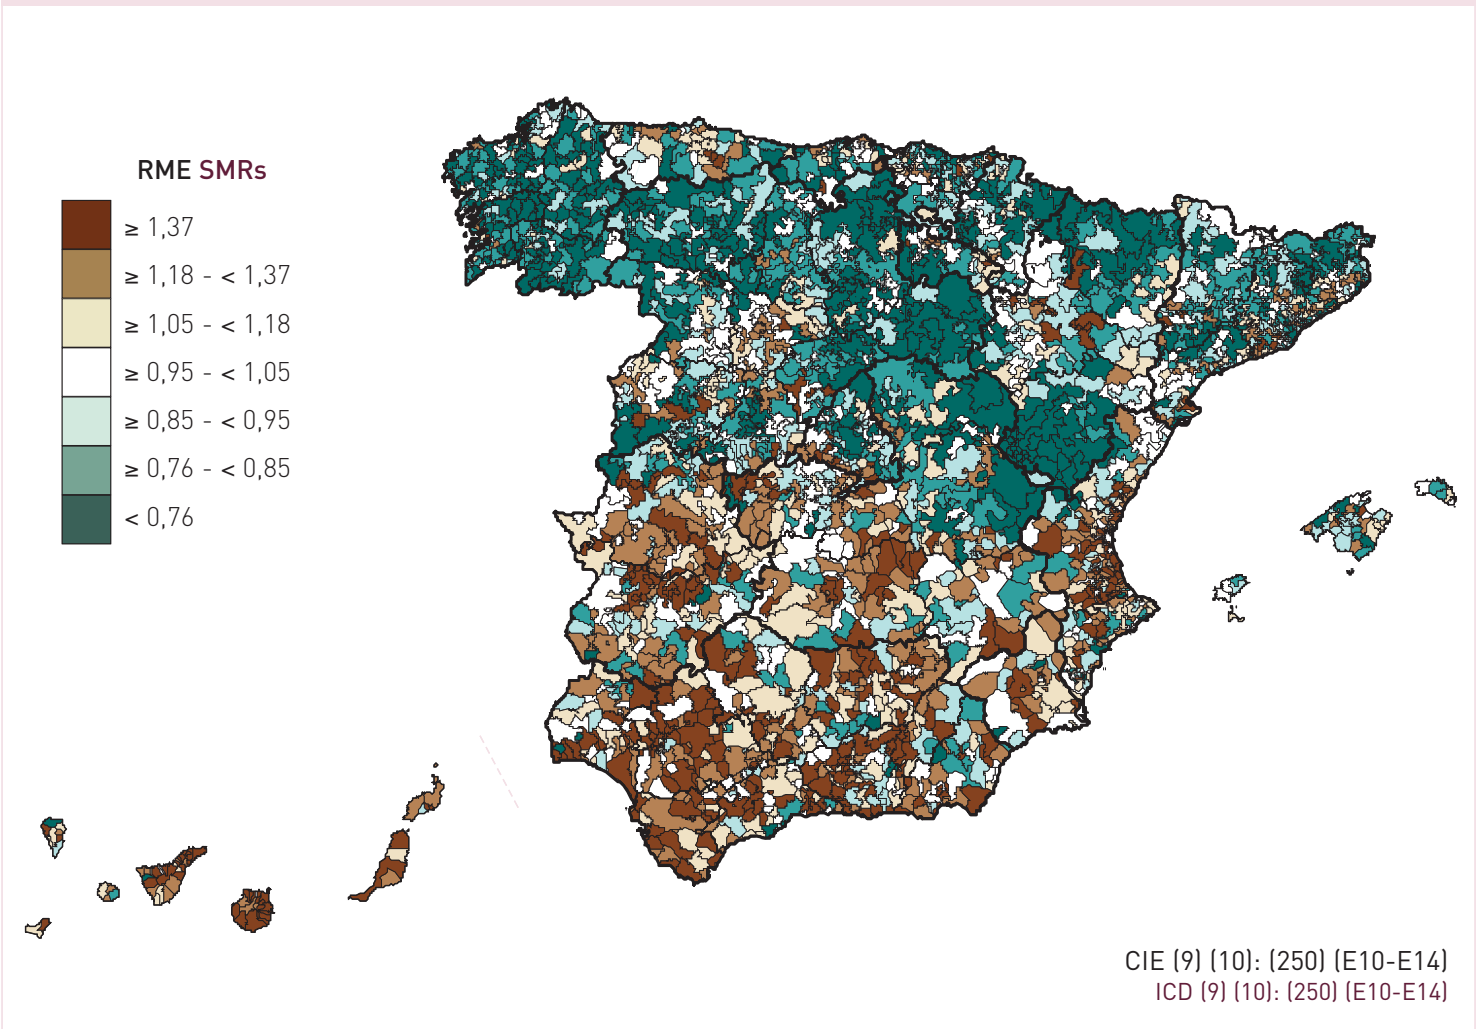 RME SMRs
≥ 1,37
≥ 1,18 - < 1,37
≥ 1,05 - < 1,18
≥ 0,95 - < 1,05
≥ 0,85 - < 0,95
≥ 0,76 - < 0,85
< 0,76
CIE (9) (10): (250) (E10-E14)
ICD (9) (10): (250) (E10-E14)